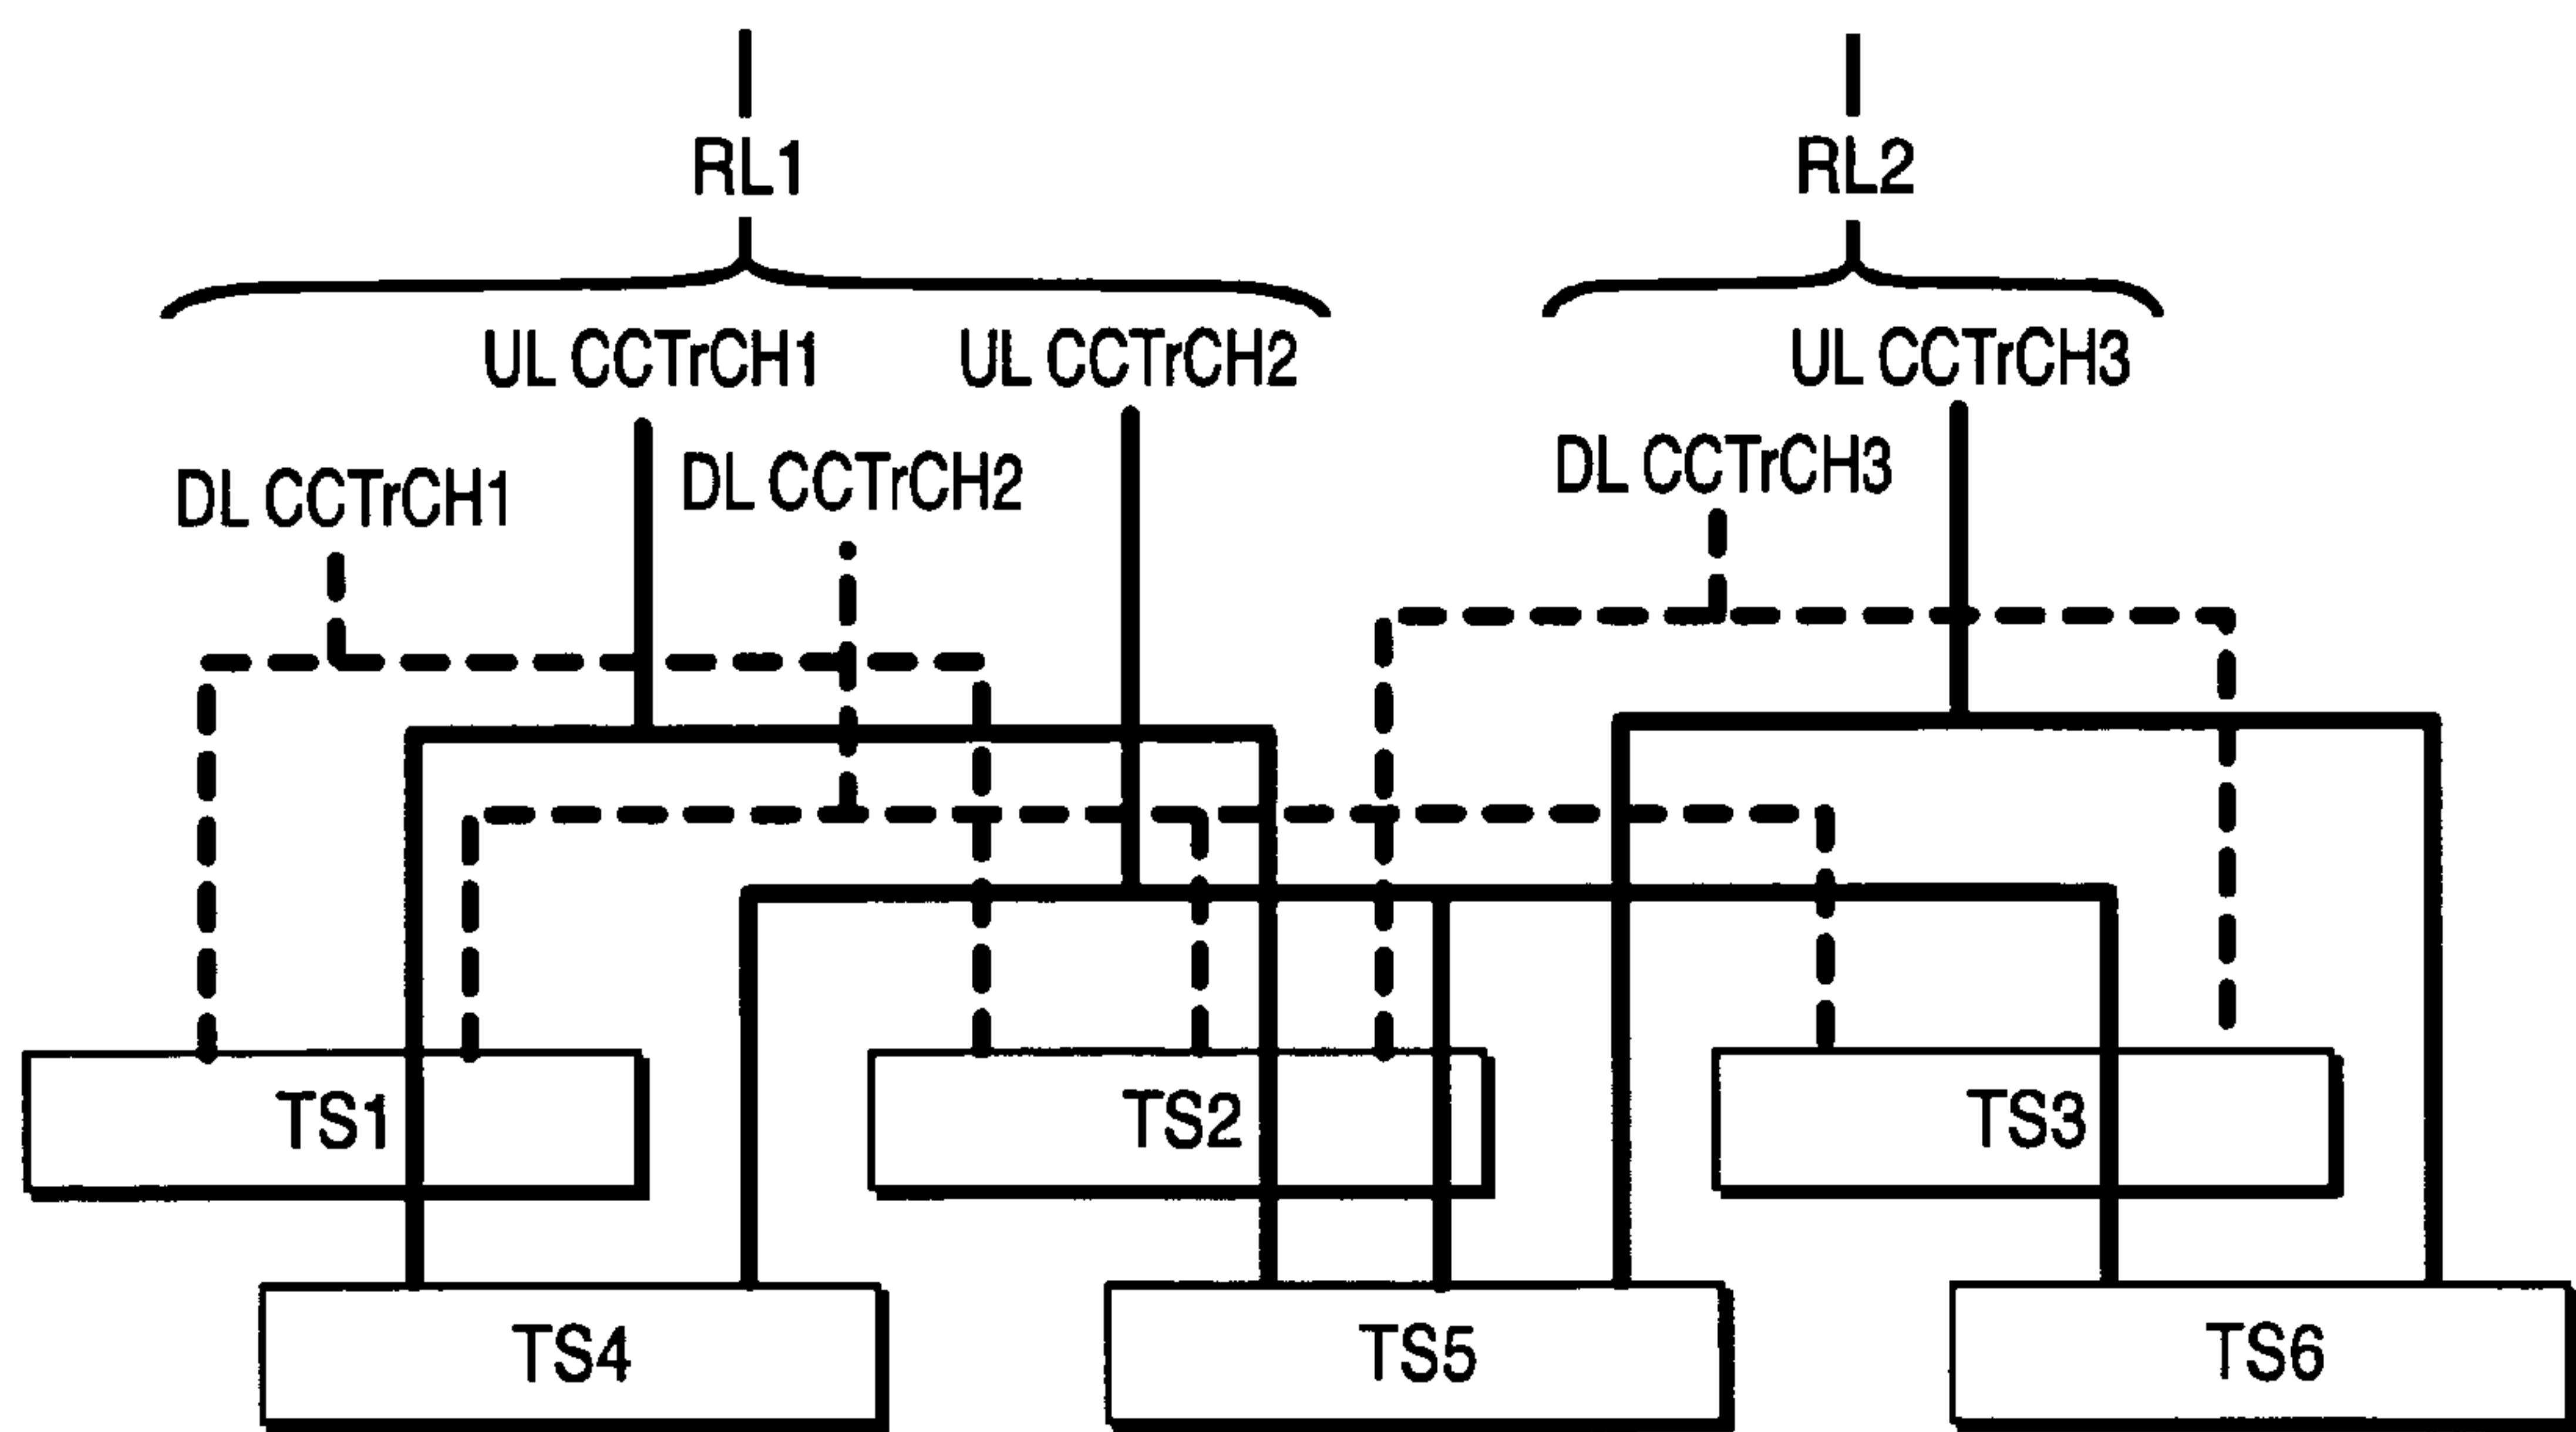 RL1
RL2
UL CCTrCH1
UL CCTrCH2
UL CCTrCH3
DL CCTrCH1
DL CCTrCH2
DL CCTrCH3
TS1
TS2
TS3
TS4
TS5
TS6